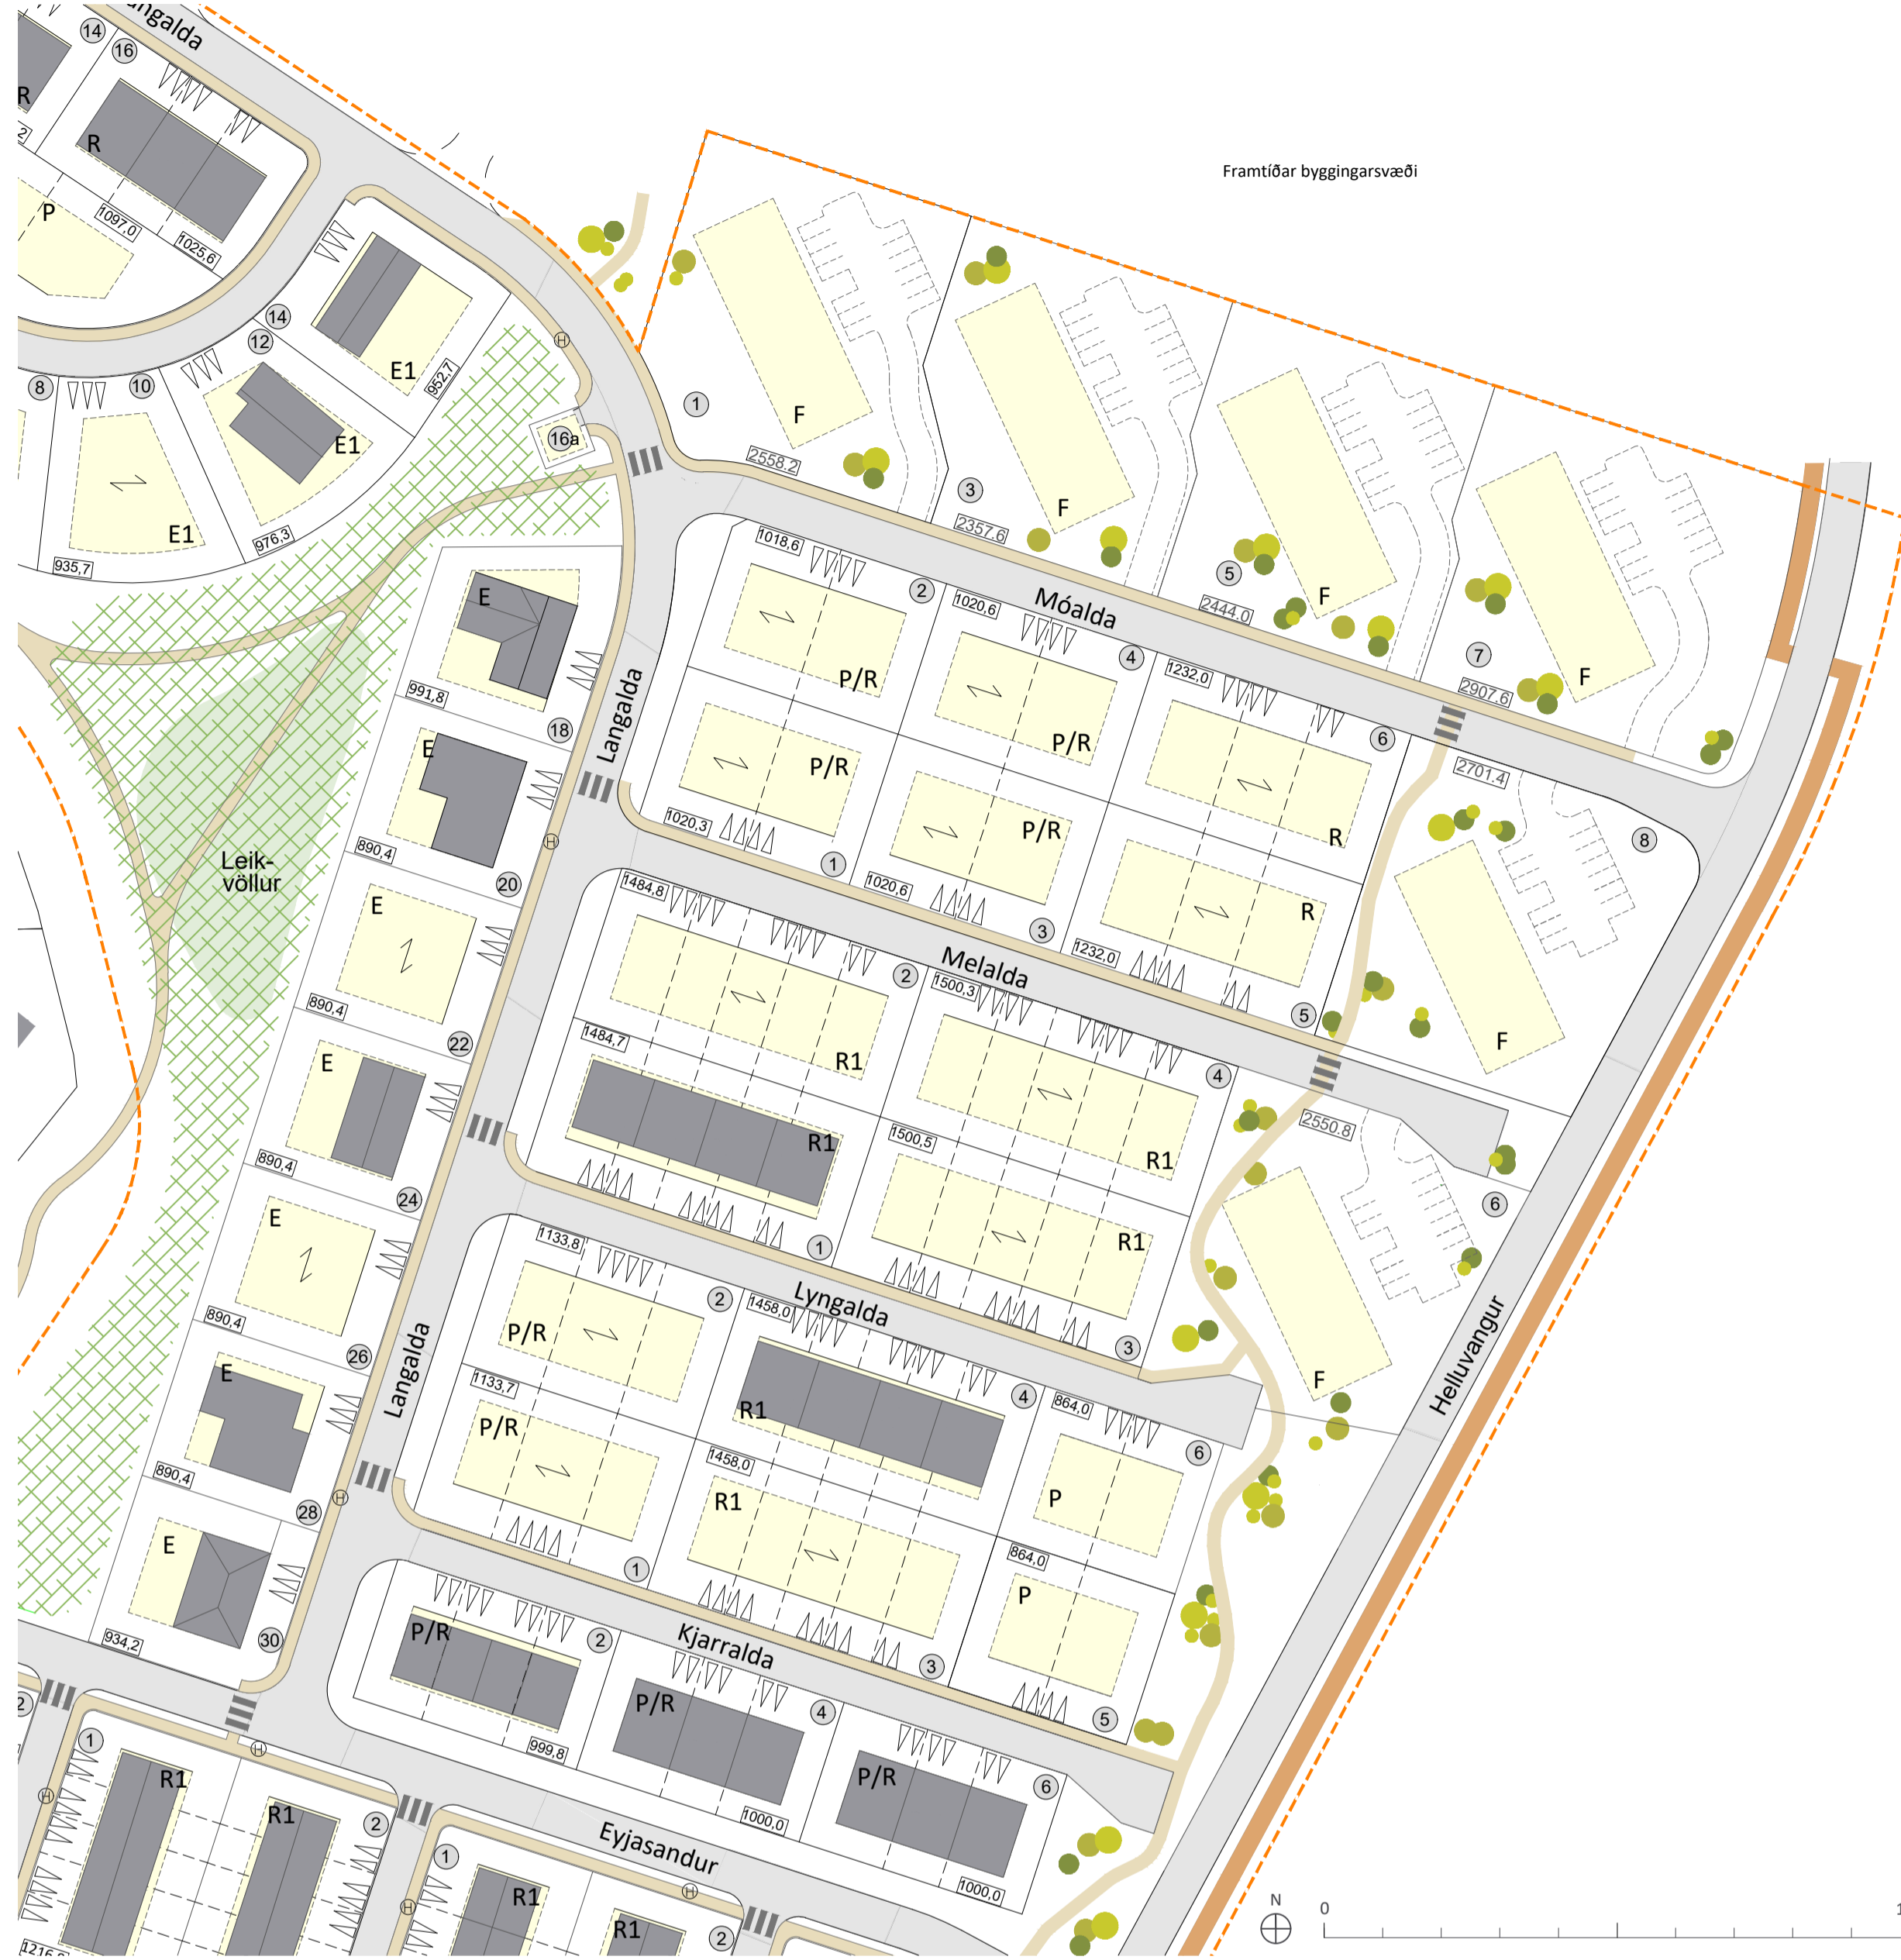 ngalda
14
16
R
R
P
1097,0
1025,6
Framtíðar byggingarsvæði
14
12
E1
952,7
8
10
E1
E1
976,3
935,7
16a
1
F
2558.2
3
F
2357.6
5
F
2444.0
7
F
2907.6
2701.4
8
F
2550.8
6
F
Móalda
1018,6
2
P/R
1020,6
4
P/R
1232,0
6
R
P/R
1020,3
1
P/R
1020,6
3
R
1232,0
5
Langalda
E
991,8
18
E
890,4
20
E
890,4
22
E
890,4
24
E
890,4
26
E
890,4
28
E
934,2
30
Leik-
völlur
Melalda
1484,8
2
R1
1500,3
4
R1
1484,7
R1
1
1500,5
R1
3
Lyngalda
1133,8
2
P/R
1458,0
4
R1
864,0
6
P
1133,7
P/R
1
1458,0
R1
3
864,0
P
5
Langalda
Helluvangur
Kjarralda
P/R
2
999,8
P/R
4
1000,0
P/R
6
1000,0
Eyjasandur
2
1
R1
R1
2
1
R1
R1
2
H
H
H
H
H
H
H
N
0